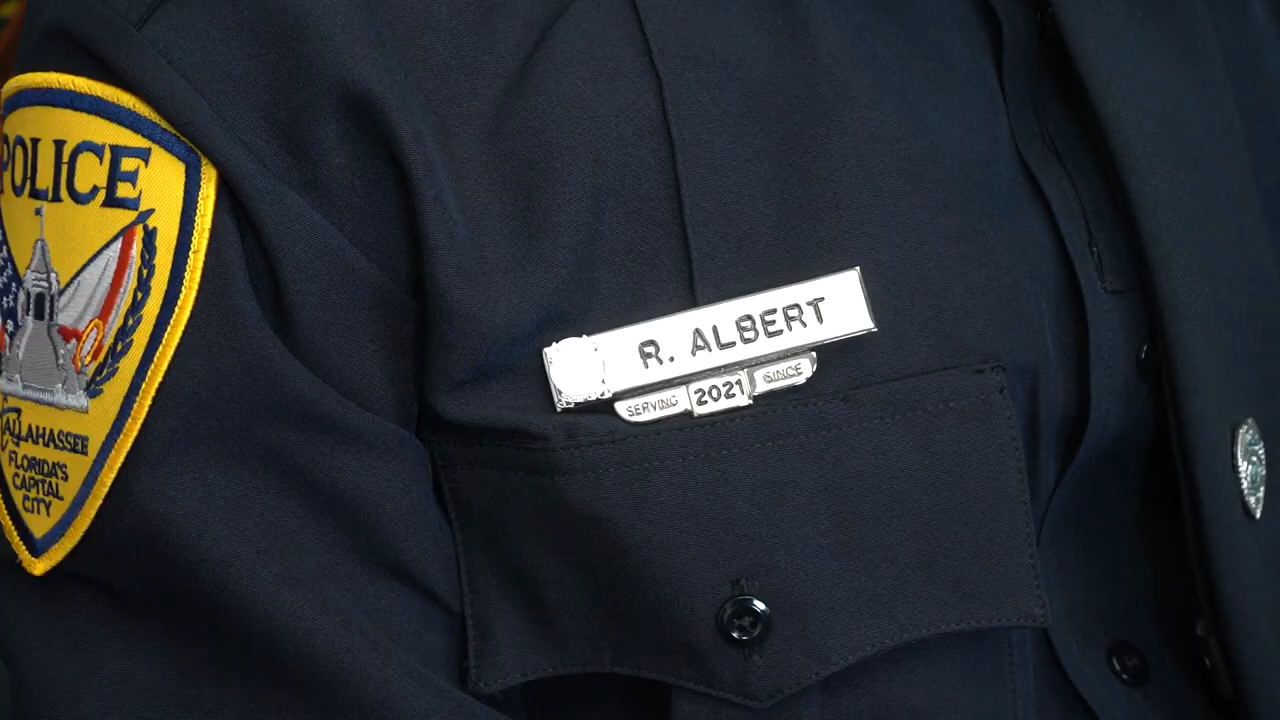 POLICE
TALLAHASSEE
FLORIDA'S
CAPITAL
CITY
R. ALBERT
SERVING 2021 SINCE